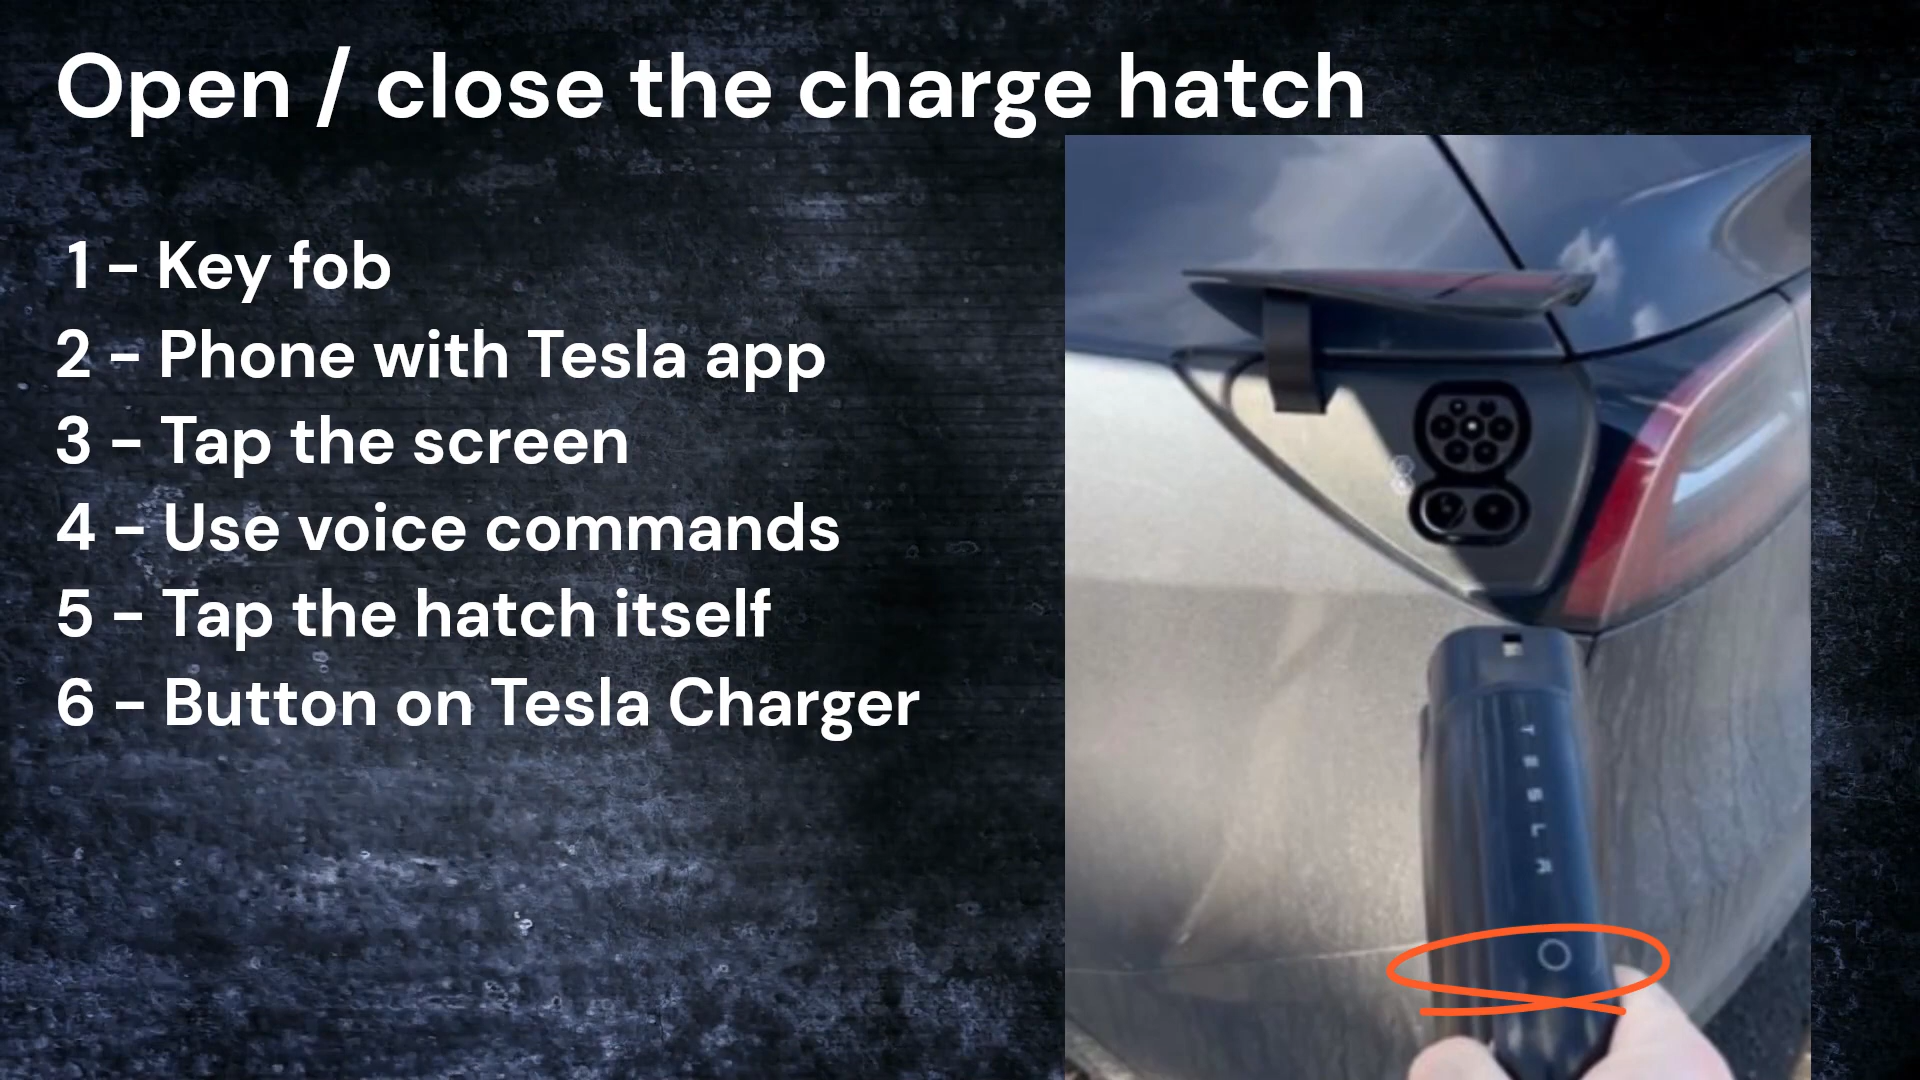 Open / close the charge hatch
1 - Key fob
2 - Phone with Tesla app
3 - Tap the screen
4 - Use voice commands
5 - Tap the hatch itself
6 - Button on Tesla Charger
TESLA